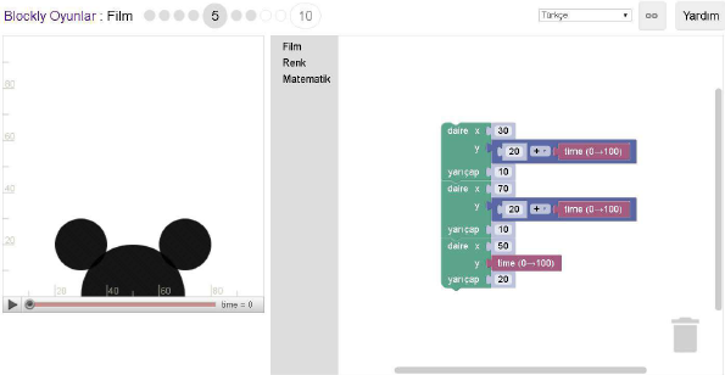 Blockly Oyunlar : Film 5 10 Türkçe Yardım
Film
Renk
Matematik
80
60
40
20
20 40 60 80
time = 0
daire x 30
y 20 + time (0→100)
yarıçap 10
daire x 70
y 20 + time (0→100)
yarıçap 10
daire x 50
y time (0→100)
yarıçap 20